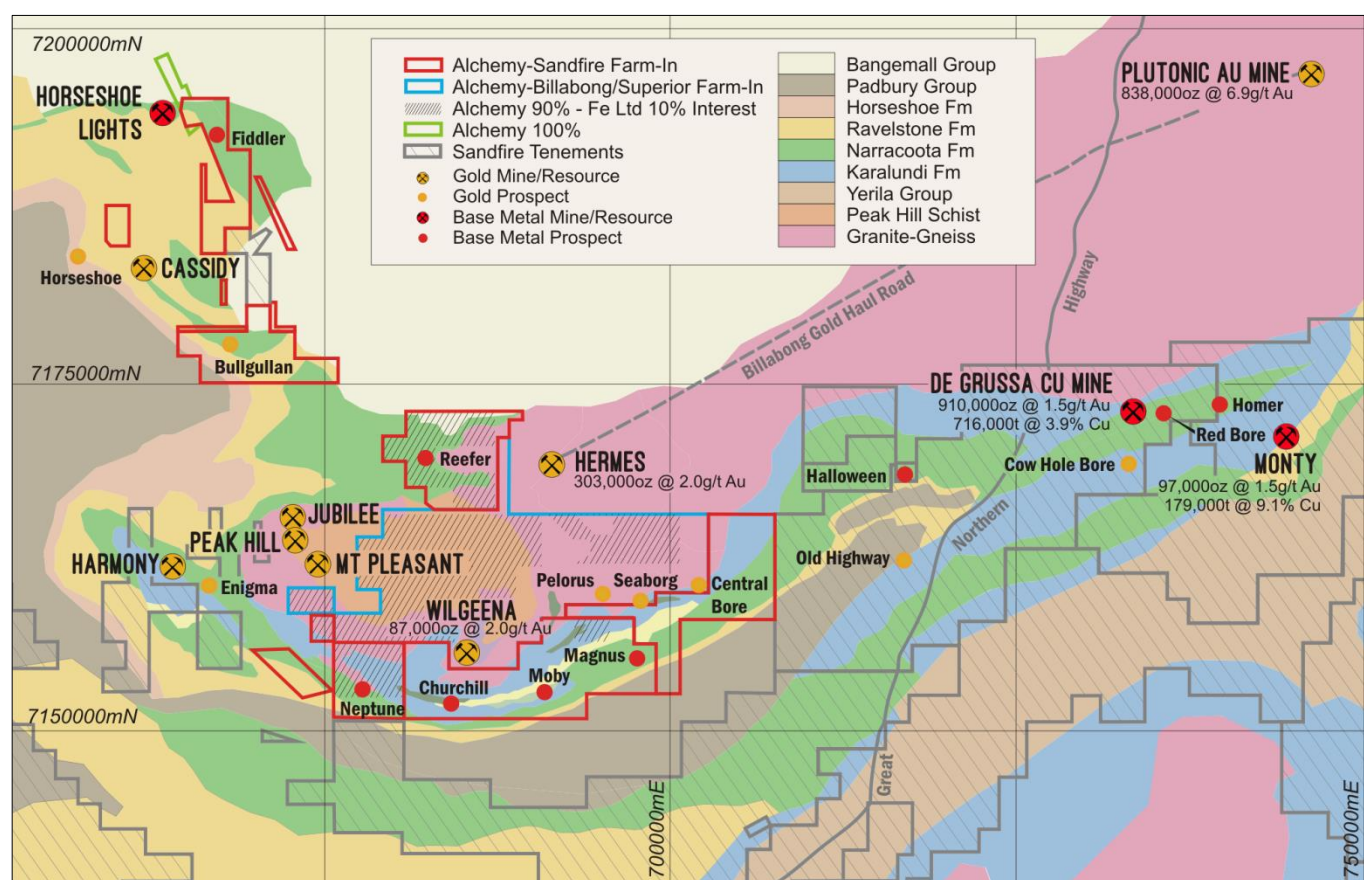 7200000mN
HORSESHOE
LIGHTS
Fiddler
Alchemy-Sandfire Farm-In
Alchemy-Billabong/Superior Farm-In
Alchemy 90% - Fe Ltd 10% Interest
Alchemy 100%
Sandfire Tenements
Gold Mine/Resource
Gold Prospect
Base Metal Mine/Resource
Base Metal Prospect
Bangemall Group
Padbury Group
Horseshoe Fm
Ravelstone Fm
Narracoota Fm
Karalundi Fm
Yerila Group
Peak Hill Schist
Granite-Gneiss
PLUTONIC AU MINE
838,000oz @ 6.9g/t Au
Horseshoe
CASSIDY
Bullgullan
Billabong Gold Haul Road
Highway
7175000mN
DE GRUSSA CU MINE
910,000oz @ 1.5g/t Au
716,000t @ 3.9% Cu
Homer
Red Bore
MONTY
97,000oz @ 1.5g/t Au
179,000t @ 9.1% Cu
Cow Hole Bore
Reefer
HERMES
303,000oz @ 2.0g/t Au
Halloween
Northern
JUBILEE
PEAK HILL
HARMONY
MT PLEASANT
Enigma
Old Highway
Pelorus
Seaborg
Central
Bore
WILGEENA
87,000oz @ 2.0g/t Au
Magnus
Moby
Churchill
Neptune
7150000mN
Great
700000mE
750000mE